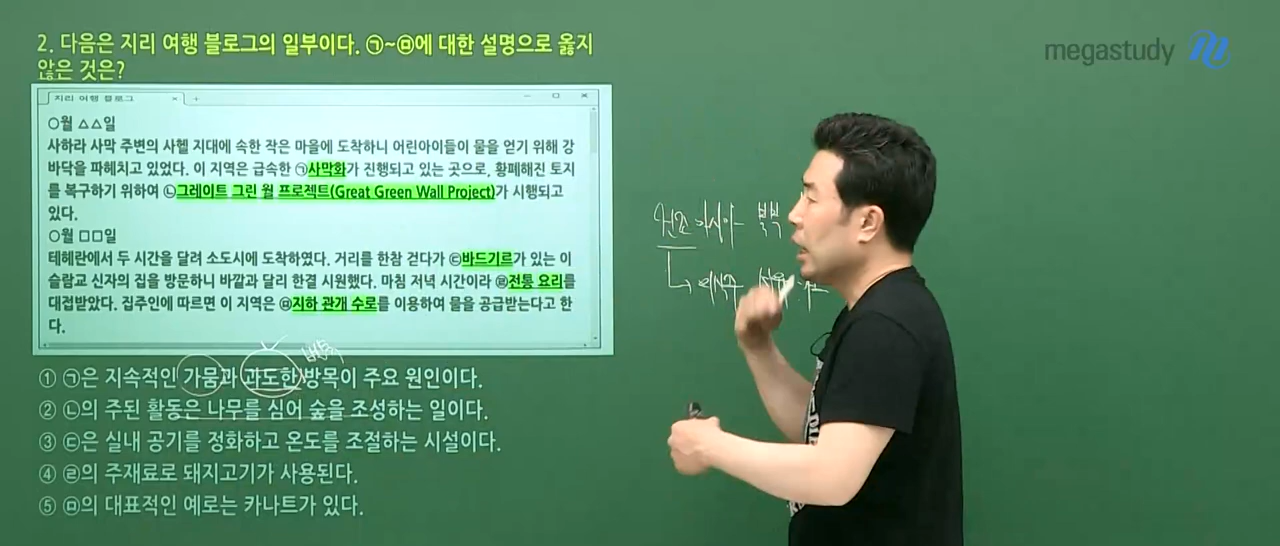 2. 다음은 지리 여행 블로그의 일부이다. ㉠~㉤에 대한 설명으로 옳지
않은 것은?
megastudy
지리 여행 블로그
○월 △△일
사하라 사막 주변의 사헬 지대에 속한 작은 마을에 도착하니 어린아이들이 물을 얻기 위해 강
바닥을 파헤치고 있었다. 이 지역은 급속한 ㉠사막화가 진행되고 있는 곳으로, 황폐해진 토지
를 복구하기 위하여 ㉡그레이트 그린 월 프로젝트(Great Green Wall Project)가 시행되고
있다.
○월 □□일
테헤란에서 두 시간을 달려 소도시에 도착하였다. 거리를 한참 걷다가 ㉢바드기르가 있는 이
슬람교 신자의 집을 방문하니 바깥과 달리 한결 시원했다. 마침 저녁 시간이라 ㉣전통 요리를
대접받았다. 집주인에 따르면 이 지역은 ㉤지하 관개 수로를 이용하여 물을 공급받는다고 한
다.
① ㉠은 지속적인 가뭄과 과도한 방목이 주요 원인이다.
② ㉡의 주된 활동은 나무를 심어 숲을 조성하는 일이다.
③ ㉢은 실내 공기를 정화하고 온도를 조절하는 시설이다.
④ ㉣의 주재료로 돼지고기가 사용된다.
⑤ ㉤의 대표적인 예로는 카나트가 있다.